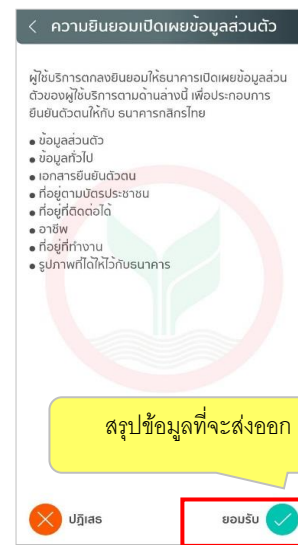 < ความยินยอมเปิดเผยข้อมูลส่วนตัว
ผู้ใช้บริการตกลงยินยอมให้ธนาคารเปิดเผยข้อมูลส่วน
ตัวของผู้ใช้บริการตามด้านล่างนี้ เพื่อประกอบการ
ยืนยันตัวตนให้กับ ธนาคารกสิกรไทย
• ข้อมูลส่วนตัว
• ข้อมูลทั่วไป
• เอกสารยืนยันตัวตน
• ที่อยู่ตามบัตรประชาชน
• ที่อยู่ที่ติดต่อได้
• อาชีพ
• ที่อยู่ที่ทำงาน
• รูปภาพที่ได้ให้ไว้กับธนาคาร
สรุปข้อมูลที่จะส่งออก
ปฏิเสธ ยอมรับ